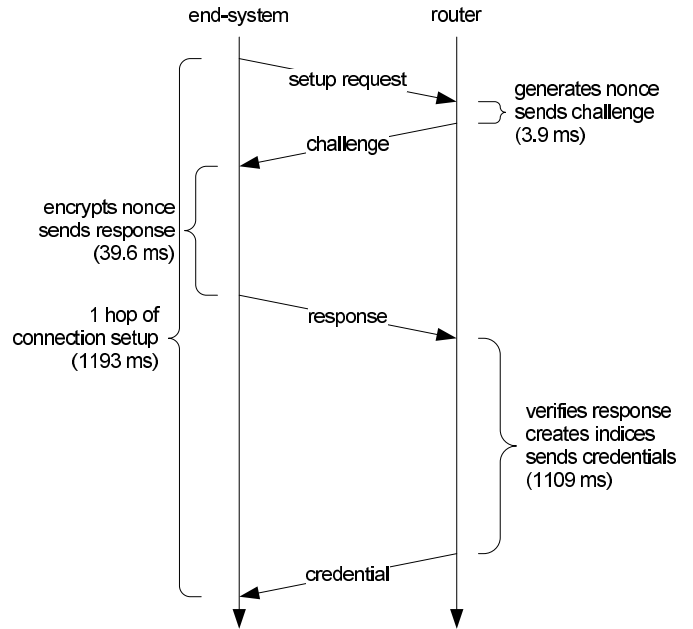 end-system
router
setup request
generates nonce
sends challenge
(3.9 ms)
challenge
encrypts nonce
sends response
(39.6 ms)
1 hop of
connection setup
(1193 ms)
response
verifies response
creates indices
sends credentials
(1109 ms)
credential